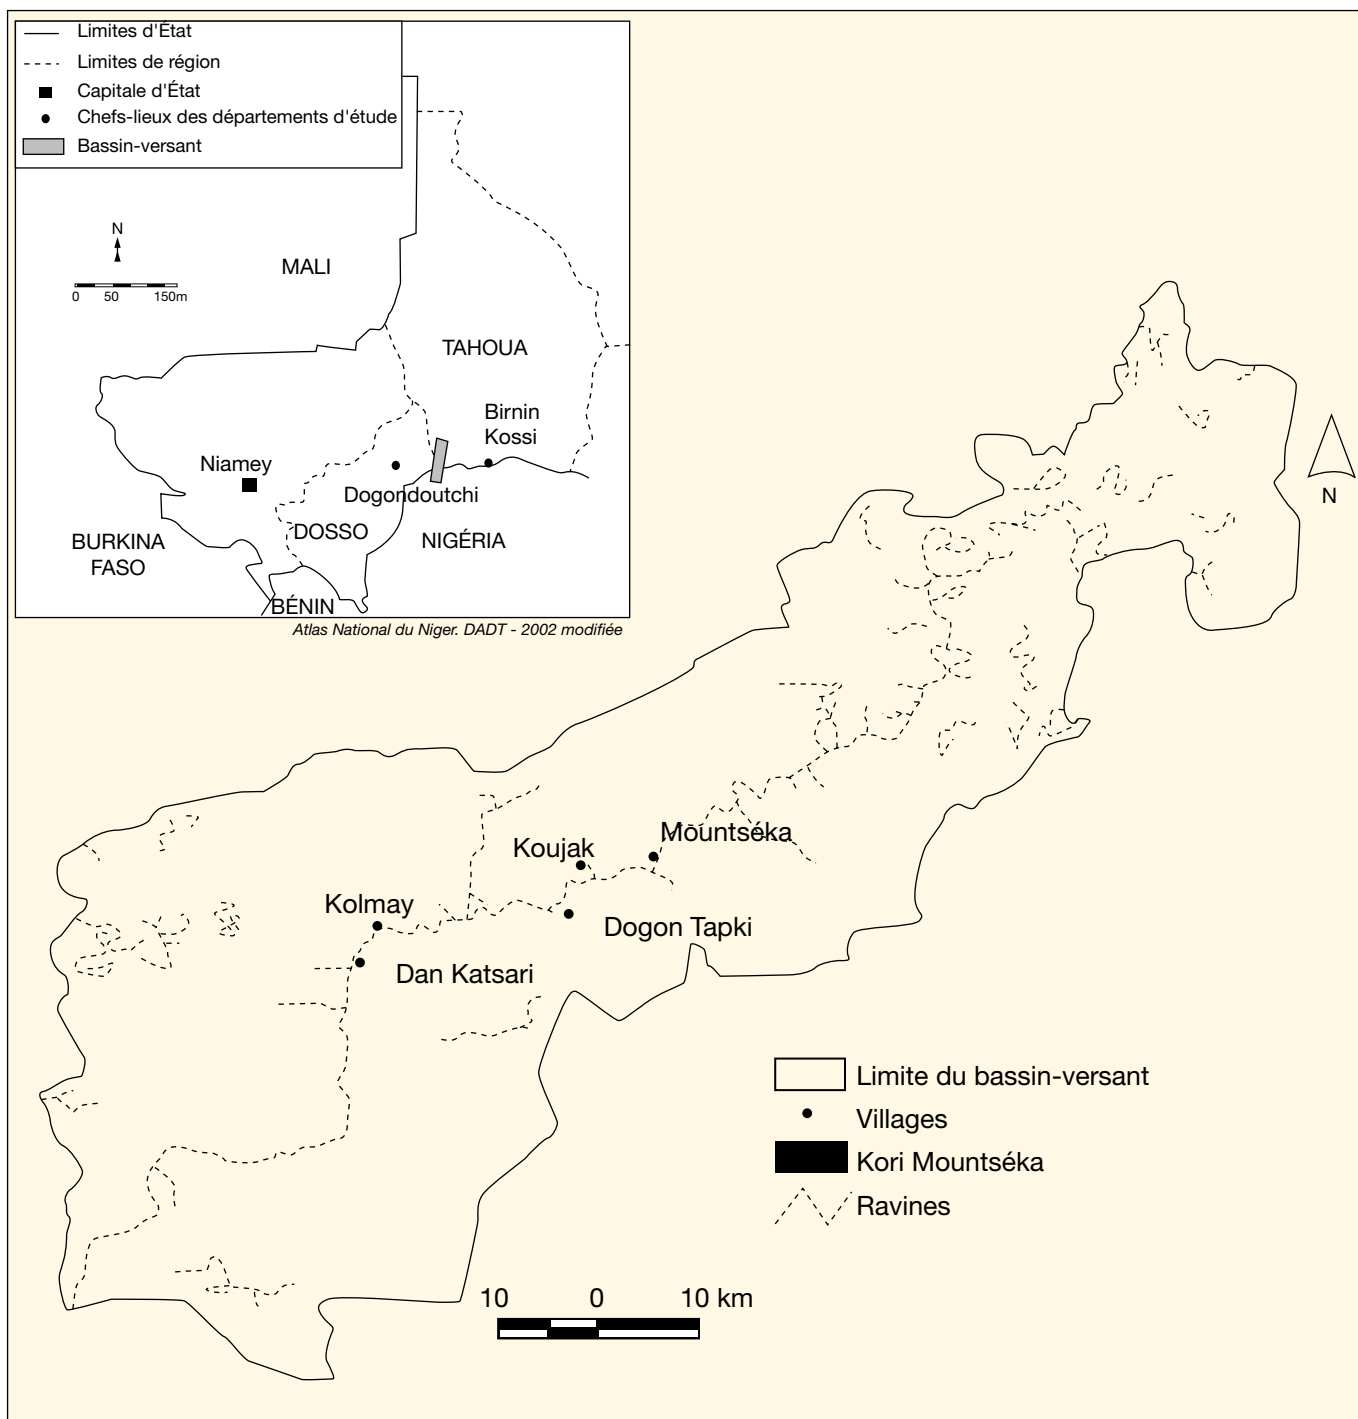 Limites d'État
Limites de région
Capitale d'État
Chefs-lieux des départements d'étude
Bassin-versant
N
0 50 150m
MALI
TAHOUA
Birnin
Kossi
Niamey
Dogondoutchi
DOSSO
NIGÉRIA
BURKINA
FASO
BÉNIN
Atlas National du Niger. DADT - 2002 modifiée
N
Mountséka
Koujak
Kolmay
Dogon Tapki
Dan Katsari
Limite du bassin-versant
Villages
Kori Mountséka
Ravines
10 0 10 km